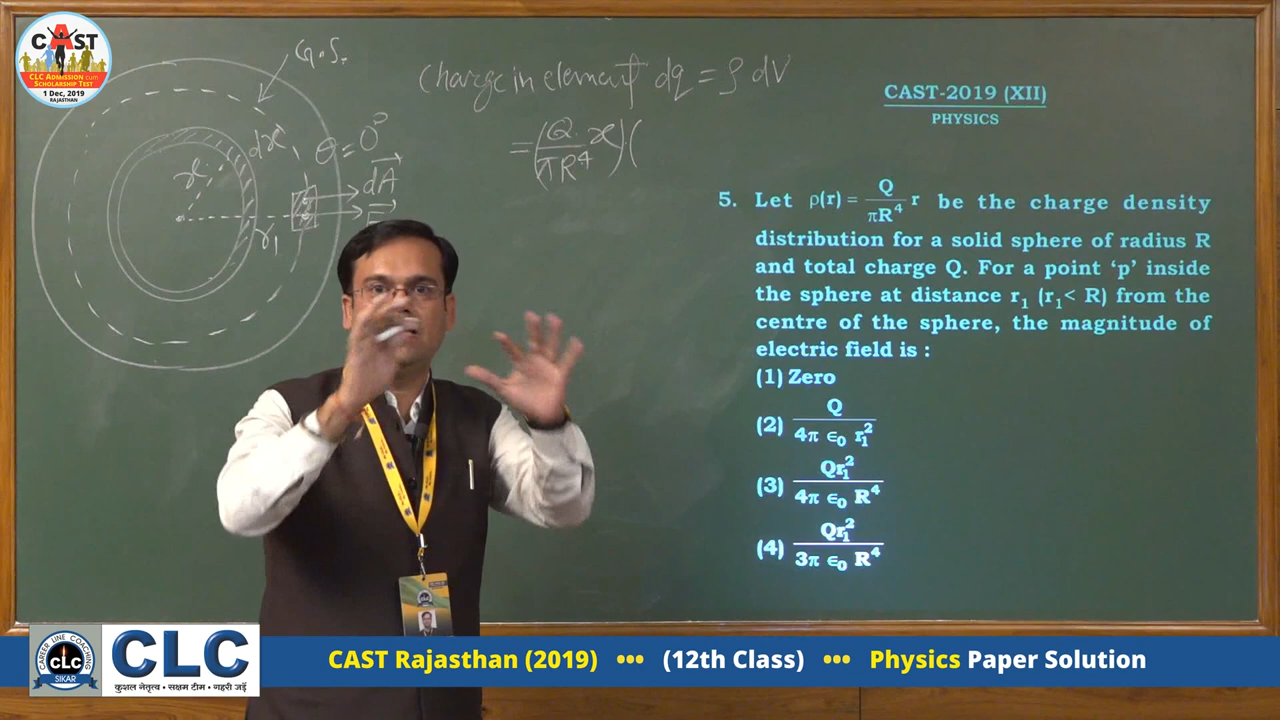 CAST
CLC ADMISSION cum
SCHOLARSHIP TEST
1 Dec, 2019
RAJASTHAN
G.S.
x
dx
θ = 0°
dA
E
r₁
Charge in element dq = ρ dV
= (Q/πR⁴ x)·(
CAST-2019 (XII)
PHYSICS
5. Let ρ(r) = Q/πR⁴ r be the charge density
distribution for a solid sphere of radius R
and total charge Q. For a point 'p' inside
the sphere at distance r₁ (r₁< R) from the
centre of the sphere, the magnitude of
electric field is :
(1) Zero
(2) Q/4π ∈₀ r₁²
(3) Qr₁²/4π ∈₀ R⁴
(4) Qr₁²/3π ∈₀ R⁴
CAREER LINE COACHING
CLC
SIKAR
CLC
कुशल नेतृत्व • सक्षम टीम • गहरी जड़ें
CAST Rajasthan (2019) ••• (12th Class) ••• Physics Paper Solution